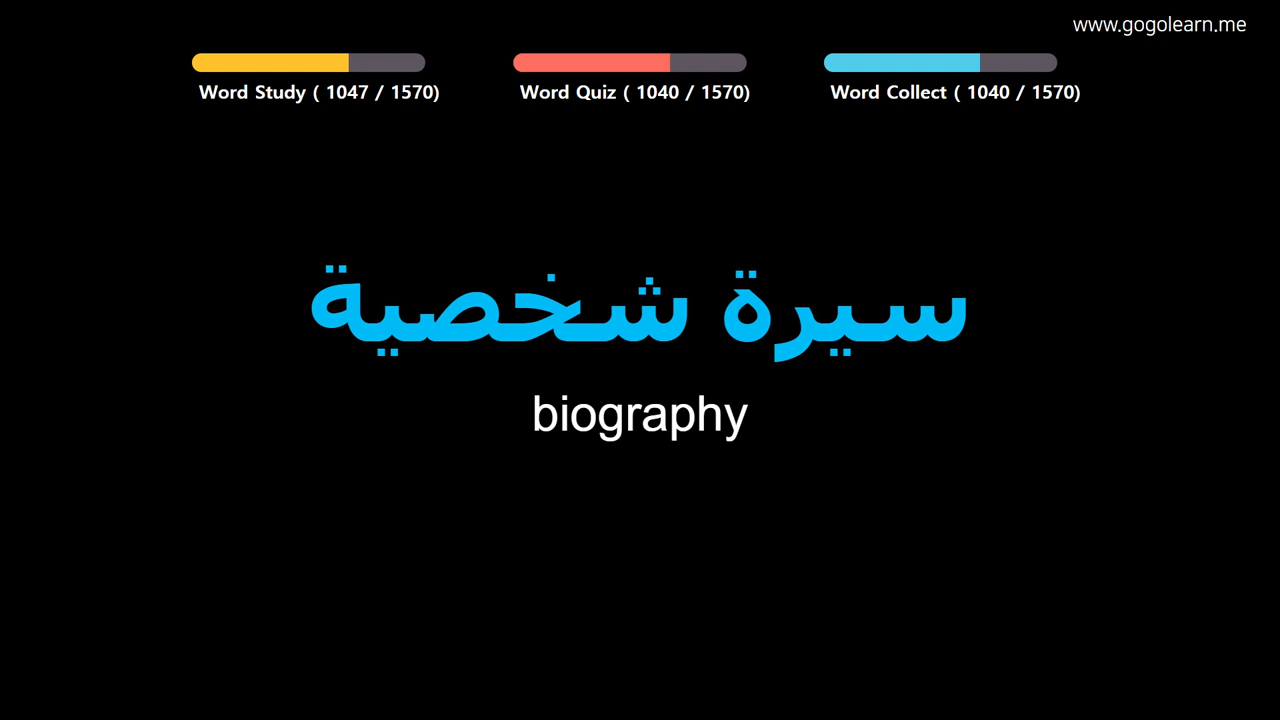 www.gogolearn.me
Word Study ( 1047 / 1570)
Word Quiz ( 1040 / 1570)
Word Collect ( 1040 / 1570)
سيرة شخصية
biography